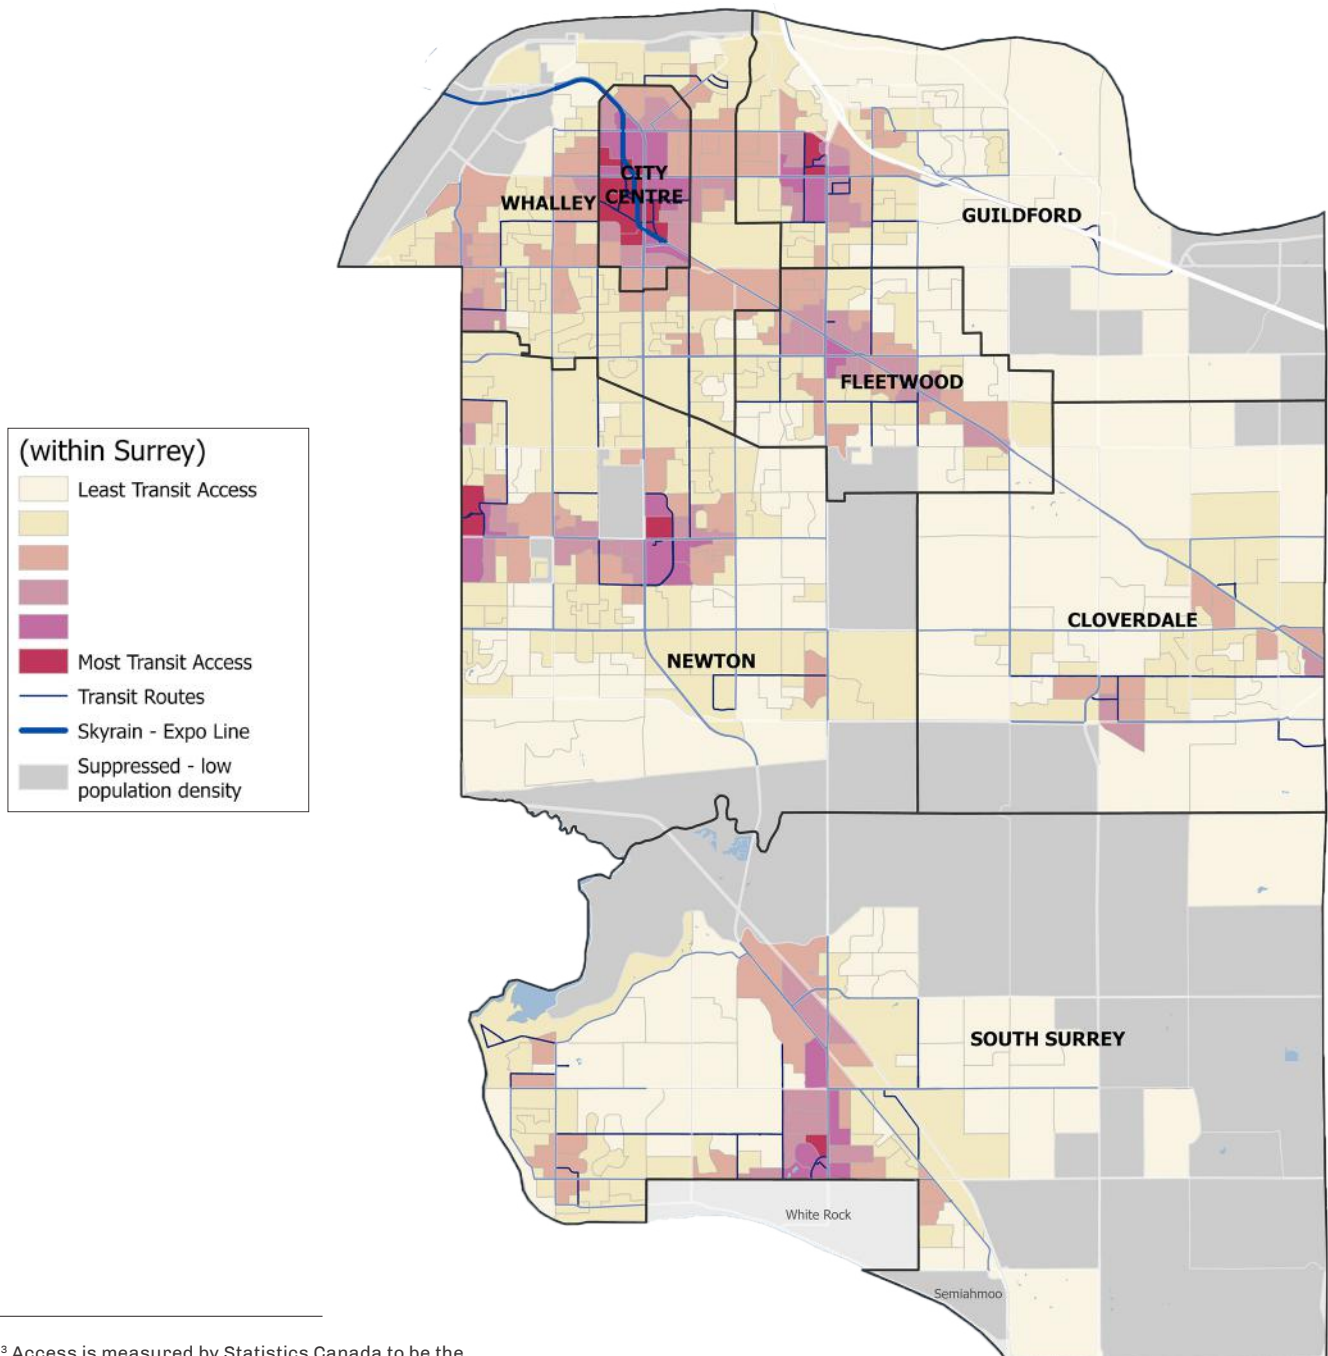 CITY
CENTRE
WHALLEY
GUILDFORD
FLEETWOOD
(within Surrey)
Least Transit Access
Most Transit Access
Transit Routes
Skyrain - Expo Line
Suppressed - low
population density
CLOVERDALE
NEWTON
SOUTH SURREY
White Rock
Semiahmoo
³ Access is measured by Statistics Canada to be the